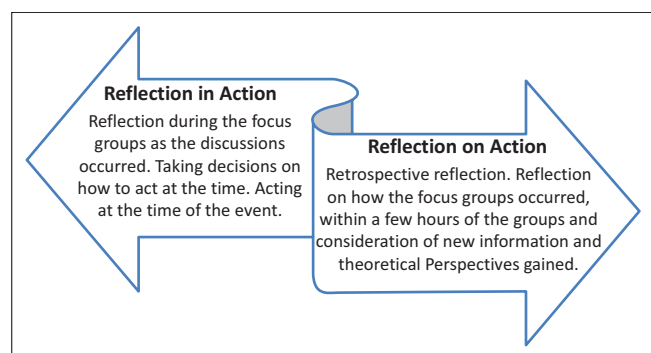 Reflection in Action
Reflection during the focus
groups as the discussions
occurred. Taking decisions on
how to act at the time. Acting
at the time of the event.
Reflection on Action
Retrospective reflection. Reflection
on how the focus groups occurred,
within a few hours of the groups and
consideration of new information and
theoretical Perspectives gained.